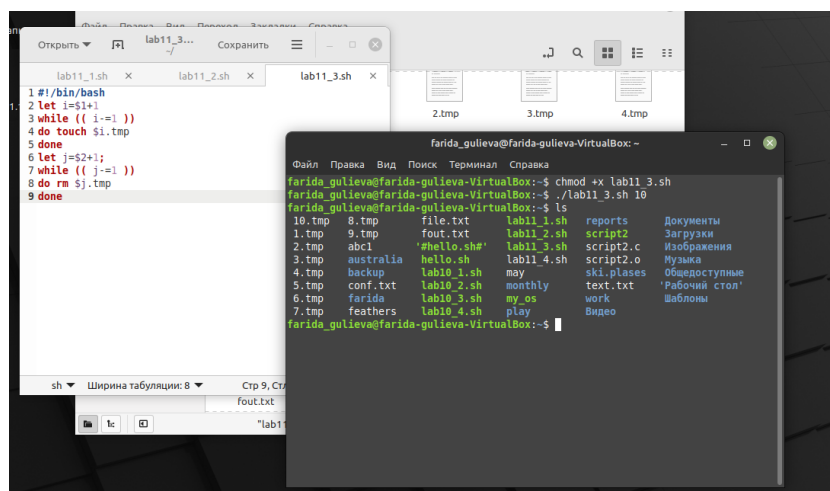 Файл Правка Вид Переход Закладки Справка
Открыть
lab11_3...
~/
Сохранить
lab11_1.sh ×
lab11_2.sh ×
lab11_3.sh ×
1 #!/bin/bash
2 let i=$1+1
3 while (( i-=1 ))
4 do touch $i.tmp
5 done
6 let j=$2+1;
7 while (( j-=1 ))
8 do rm $j.tmp
9 done
sh
Ширина табуляции: 8
Стр 9,
2.tmp
3.tmp
4.tmp
fout.txt
"lab11
farida_gulieva@farida-gulieva-VirtualBox: ~
Файл Правка Вид Поиск Терминал Справка
farida_gulieva@farida-gulieva-VirtualBox:~$ chmod +x lab11_3.sh
farida_gulieva@farida-gulieva-VirtualBox:~$ ./lab11_3.sh 10
farida_gulieva@farida-gulieva-VirtualBox:~$ ls
10.tmp 8.tmp file.txt lab11_1.sh reports Документы
1.tmp 9.tmp fout.txt lab11_2.sh script2 Загрузки
2.tmp abc1 '#hello.sh#' lab11_3.sh script2.c Изображения
3.tmp australia hello.sh lab11_4.sh script2.o Музыка
4.tmp backup lab10_1.sh may ski.plases Общедоступные
5.tmp conf.txt lab10_2.sh monthly text.txt 'Рабочий стол'
6.tmp farida lab10_3.sh my_os work Шаблоны
7.tmp feathers lab10_4.sh play Видео
farida_gulieva@farida-gulieva-VirtualBox:~$